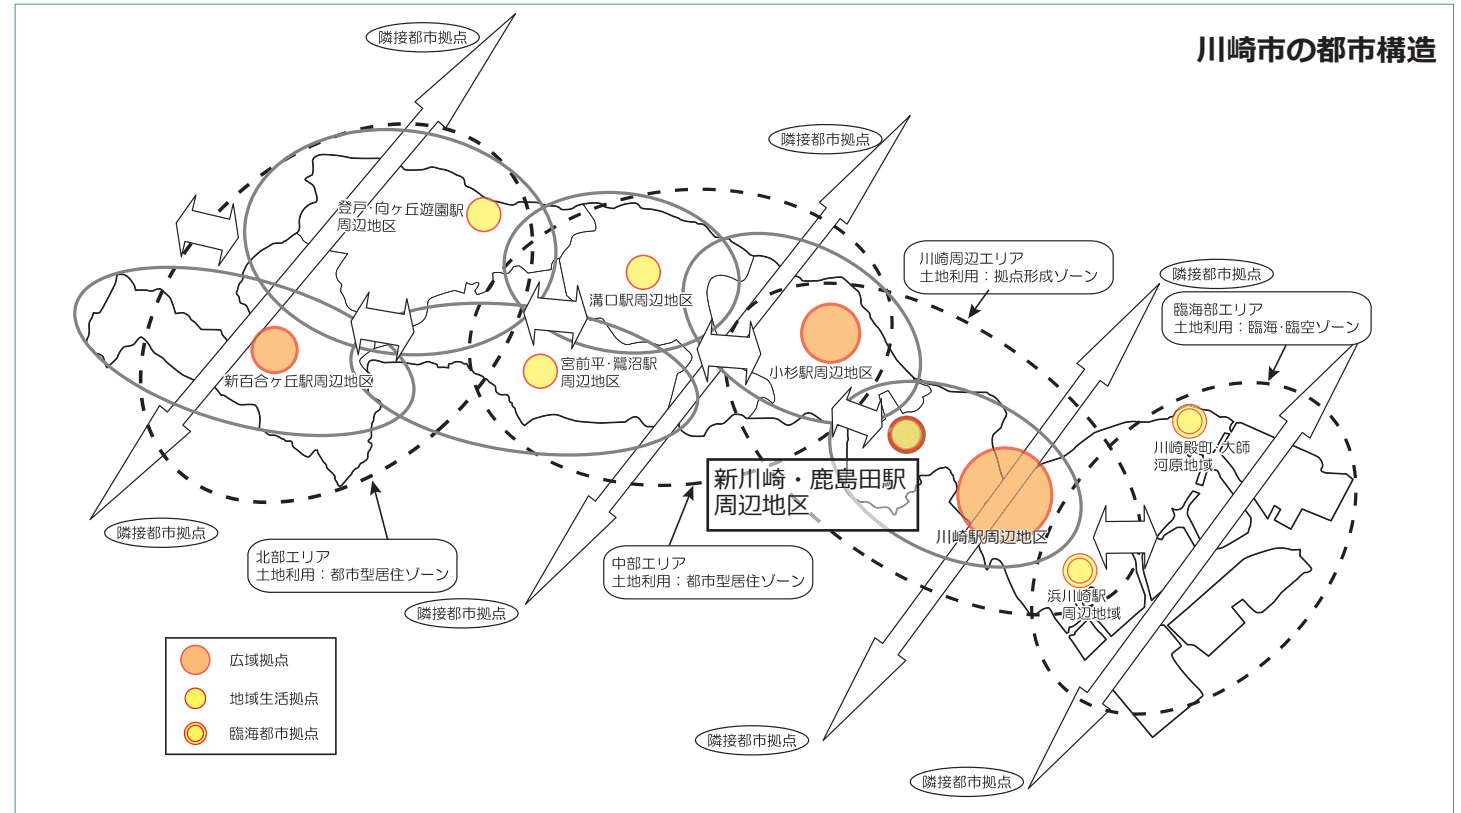 川崎市の都市構造
隣接都市拠点
隣接都市拠点
隣接都市拠点
登戸・向ヶ丘遊園駅
周辺地区
溝口駅周辺地区
川崎周辺エリア
土地利用：拠点形成ゾーン
臨海部エリア
土地利用：臨海・臨空ゾーン
新百合ヶ丘駅周辺地区
宮前平・鷺沼駅
周辺地区
小杉駅周辺地区
川崎殿町・大師
河原地域
新川崎・鹿島田駅
周辺地区
川崎駅周辺地区
浜川崎駅
周辺地域
隣接都市拠点
北部エリア
土地利用：都市型居住ゾーン
中部エリア
土地利用：都市型居住ゾーン
隣接都市拠点
隣接都市拠点
隣接都市拠点
広域拠点
地域生活拠点
臨海都市拠点